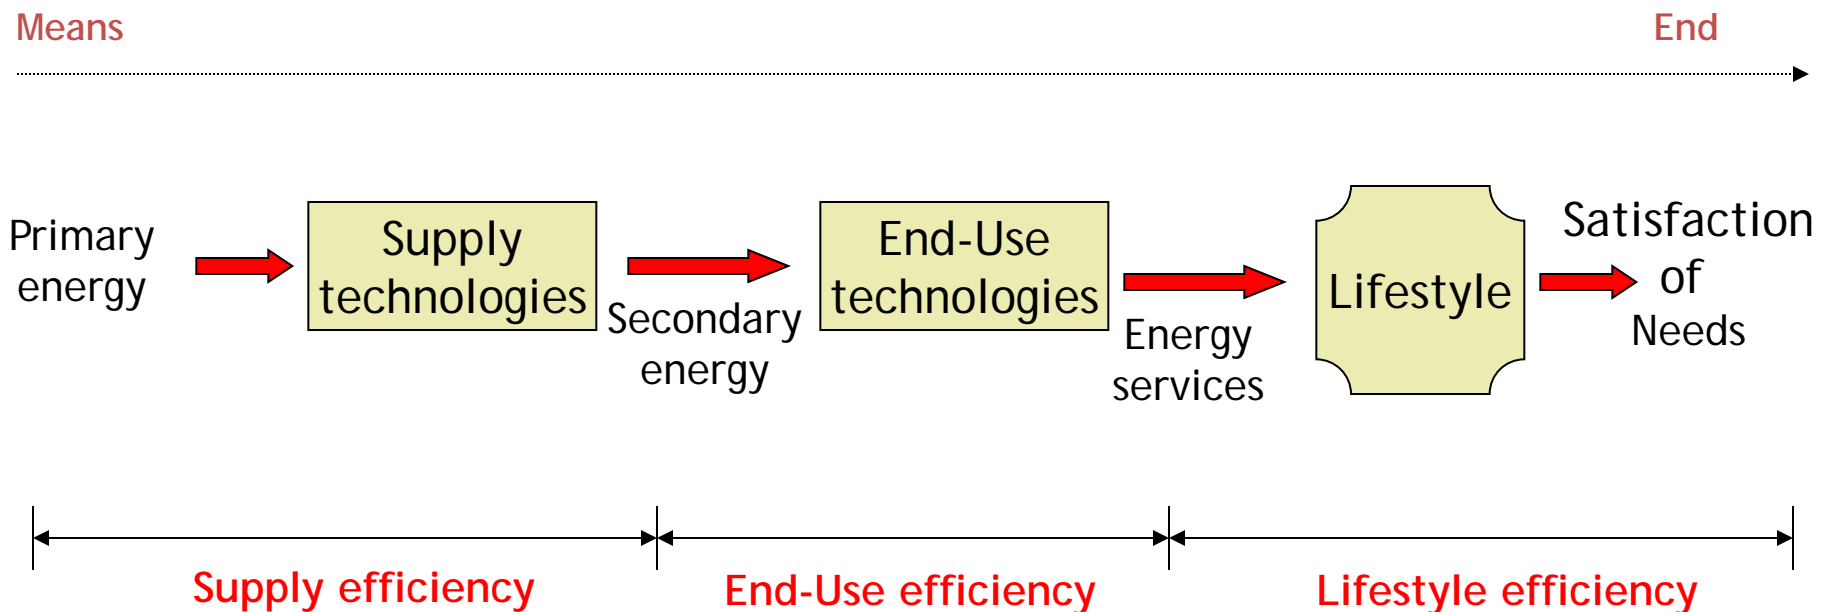 Means
End
Primary
energy
Supply
technologies
Secondary
energy
End-Use
technologies
Energy
services
Lifestyle
Satisfaction
of
Needs
Supply efficiency
End-Use efficiency
Lifestyle efficiency